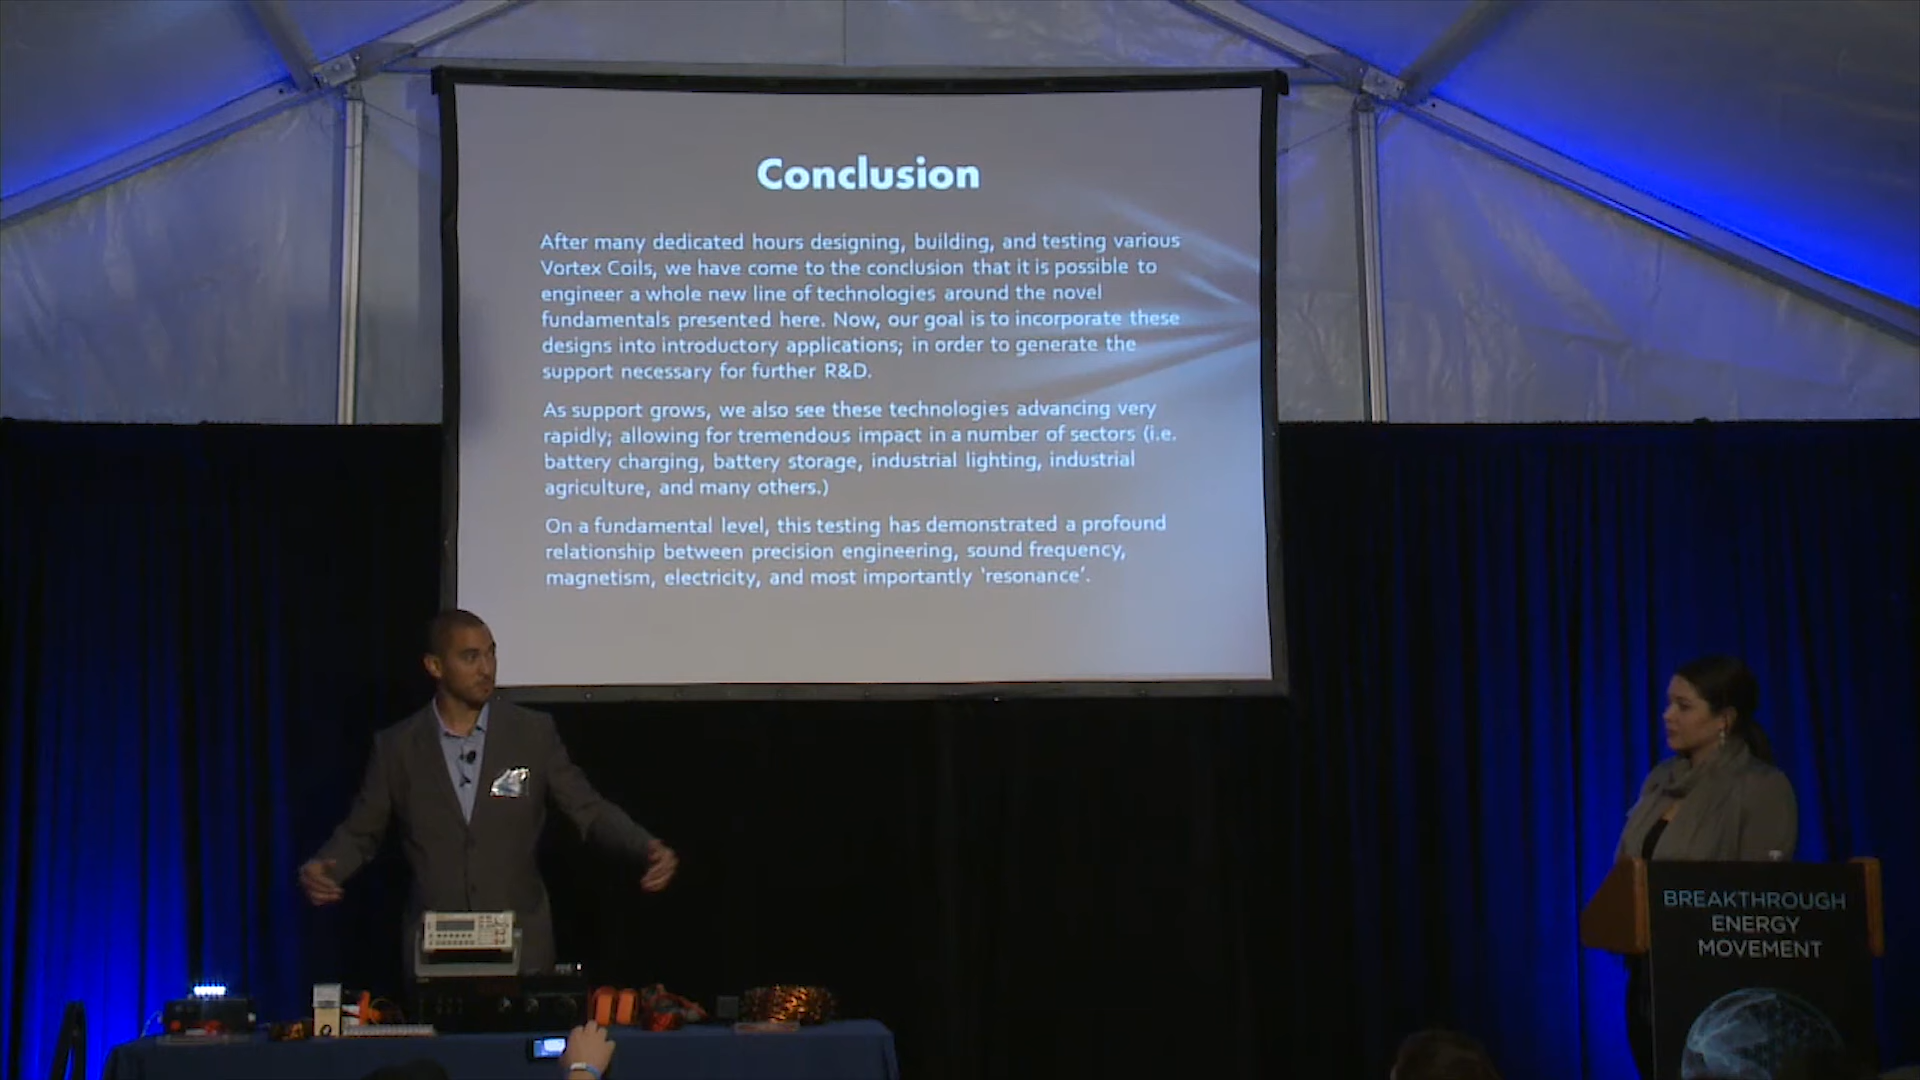 Conclusion
After many dedicated hours designing, building, and testing various
Vortex Coils, we have come to the conclusion that it is possible to
engineer a whole new line of technologies around the novel
fundamentals presented here. Now, our goal is to incorporate these
designs into introductory applications; in order to generate the
support necessary for further R&D.
As support grows, we also see these technologies advancing very
rapidly; allowing for tremendous impact in a number of sectors (i.e.
battery charging, battery storage, industrial lighting, industrial
agriculture, and many others.)
On a fundamental level, this testing has demonstrated a profound
relationship between precision engineering, sound frequency,
magnetism, electricity, and most importantly ‘resonance’.
BREAKTHROUGH
ENERGY
MOVEMENT